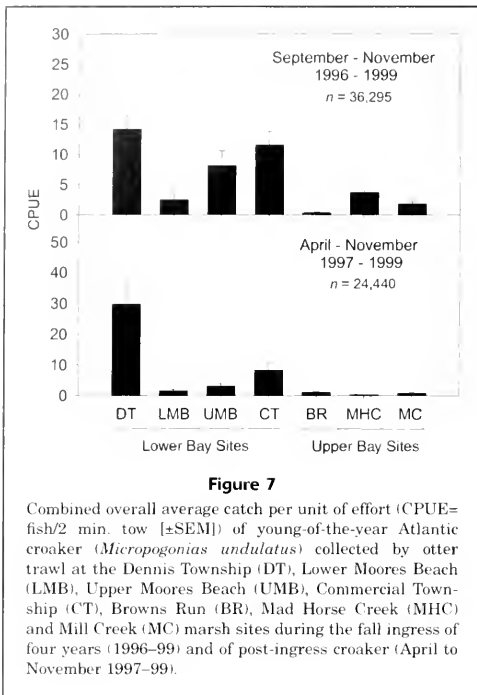 30
25
20
15
10
5
0
September - November
1996 - 1999
n = 36,295
CPUE
50
40
30
20
10
0
April - November
1997 - 1999
n = 24,440
DT LMB UMB CT BR MHC MC
Lower Bay Sites Upper Bay Sites
Figure 7
Combined overall average catch per unit of effort (CPUE=
fish/2 min. tow [±SEM]) of young-of-the-year Atlantic
croaker (Micropogonias undulatus) collected by otter
trawl at the Dennis Township (DT), Lower Moores Beach
(LMB), Upper Moores Beach (UMB), Commercial Town-
ship (CT), Browns Run (BR), Mad Horse Creek (MHC)
and Mill Creek (MC) marsh sites during the fall ingress of
four years (1996–99) and of post-ingress croaker (April to
November 1997–99).